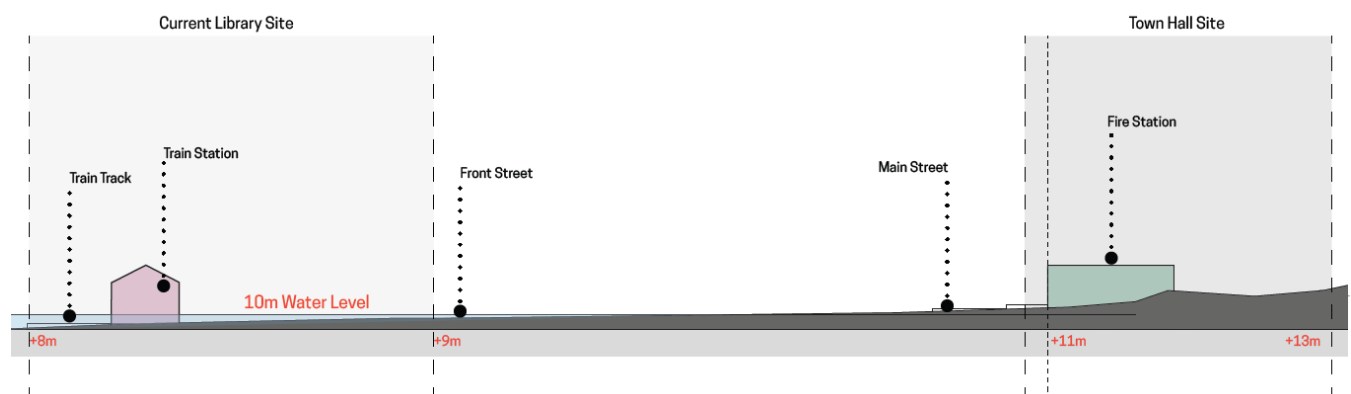 Current Library Site
Town Hall Site
Fire Station
Train Station
Main Street
Front Street
Train Track
10m Water Level
+8m
+9m
+11m
+13m